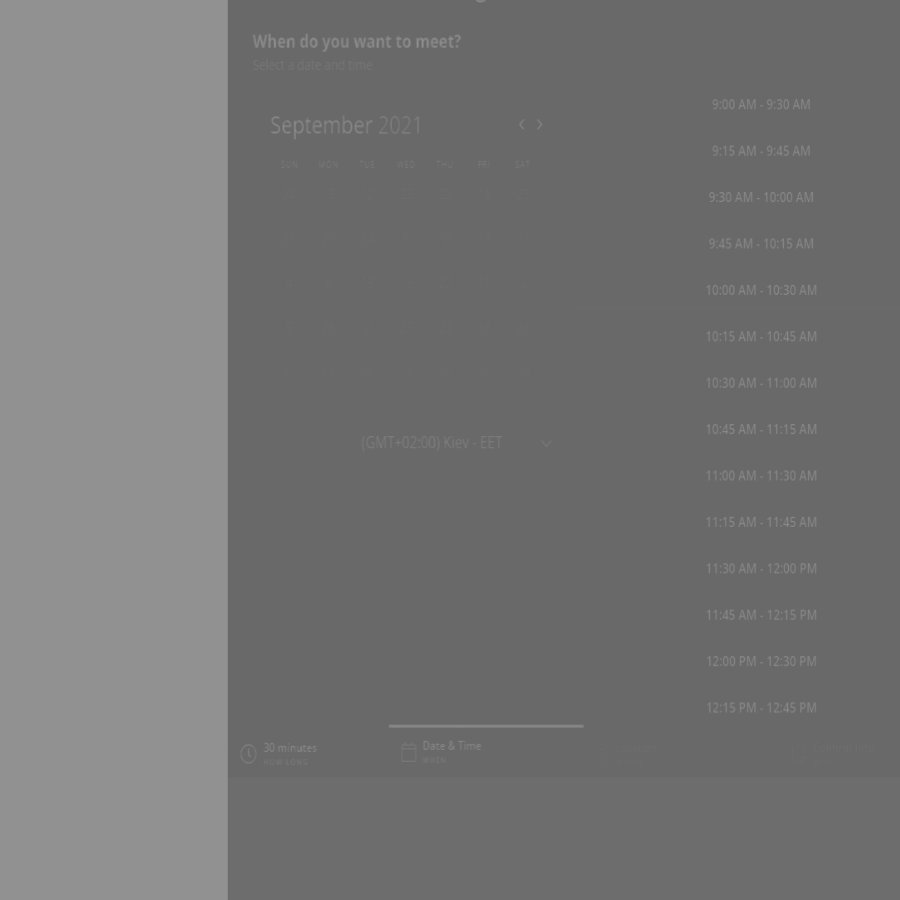 When do you want to meet?
Select a date and time
September 2021
SUN MON TUE WED THU FRI SAT
(GMT+02:00) Kiev - EET
9:00 AM - 9:30 AM
9:15 AM - 9:45 AM
9:30 AM - 10:00 AM
9:45 AM - 10:15 AM
10:00 AM - 10:30 AM
10:15 AM - 10:45 AM
10:30 AM - 11:00 AM
10:45 AM - 11:15 AM
11:00 AM - 11:30 AM
11:15 AM - 11:45 AM
11:30 AM - 12:00 PM
11:45 AM - 12:15 PM
12:00 PM - 12:30 PM
12:15 PM - 12:45 PM
30 minutes
HOW LONG
Date & Time
WHEN